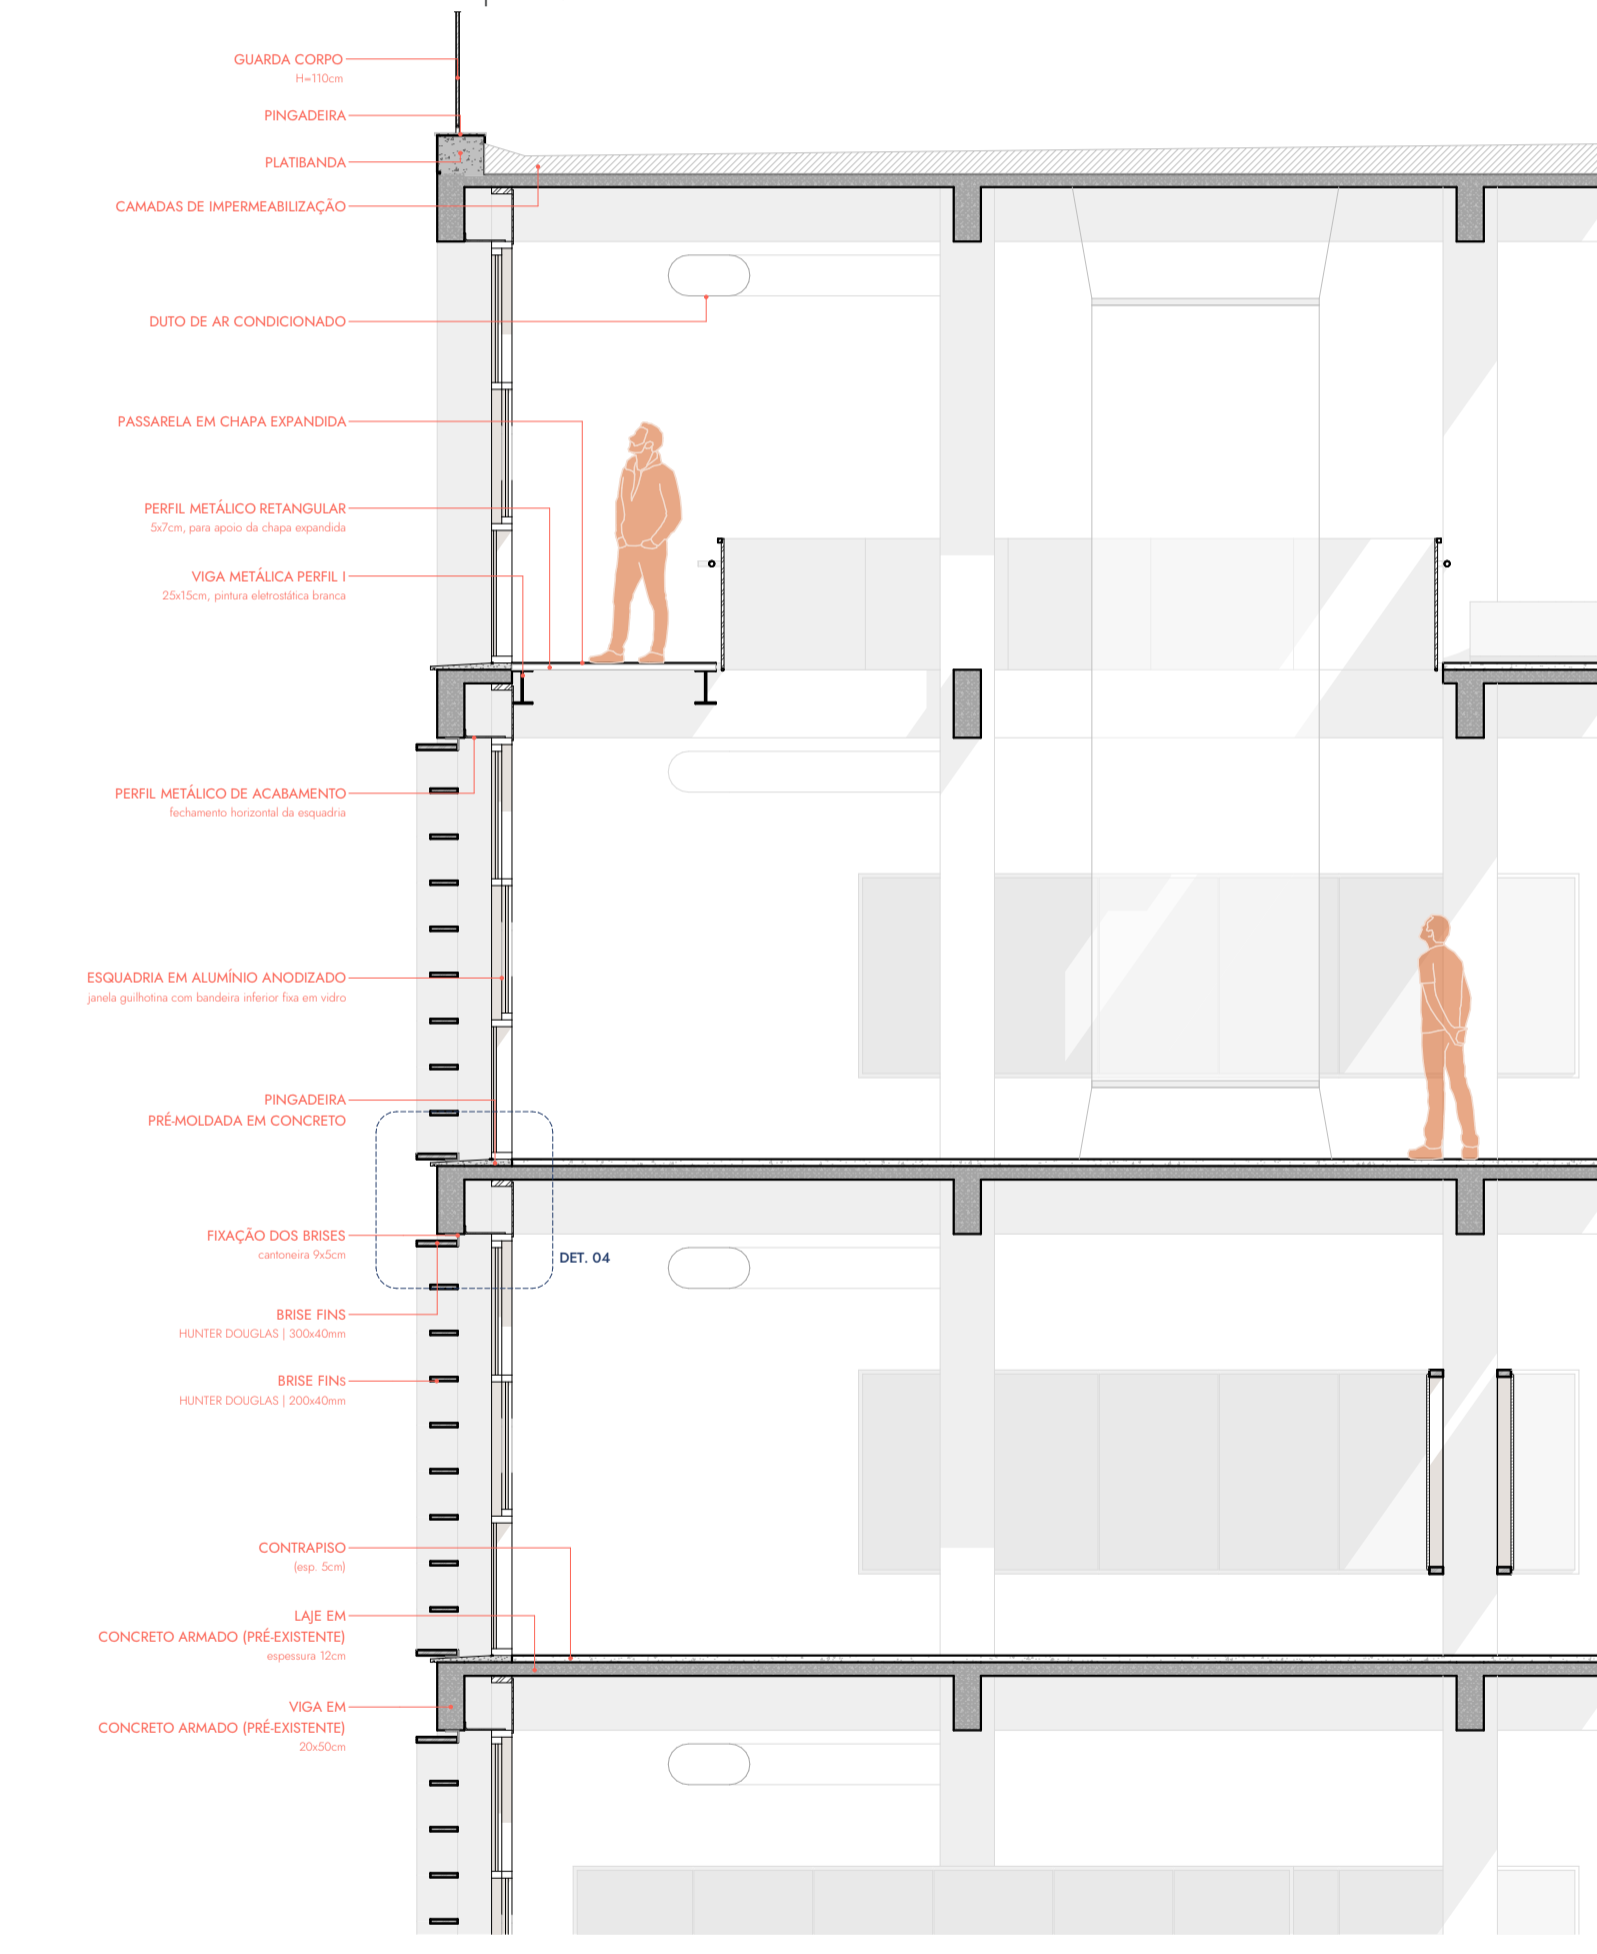 GUARDA CORPO
H=110cm
PINGADEIRA
PLATIBANDA
CAMADAS DE IMPERMEABILIZAÇÃO
DUTO DE AR CONDICIONADO
PASSARELA EM CHAPA EXPANDIDA
PERFIL METÁLICO RETANGULAR
5x7cm, para apoio da chapa expandida
VIGA METÁLICA PERFIL I
25x15cm, pintura eletrostática branca
PERFIL METÁLICO DE ACABAMENTO
fechamento horizontal da esquadria
ESQUADRIA EM ALUMÍNIO ANODIZADO
janela guilhotina com bandeira inferior fixa em vidro
PINGADEIRA
PRÉ-MOLDADA EM CONCRETO
FIXAÇÃO DOS BRISES
cantoneira 9x5cm
DET. 04
BRISE FINS
HUNTER DOUGLAS | 300x40mm
BRISE FINs
HUNTER DOUGLAS | 200x40mm
CONTRAPISO
(esp. 5cm)
LAJE EM
CONCRETO ARMADO (PRÉ-EXISTENTE)
espessura 12cm
VIGA EM
CONCRETO ARMADO (PRÉ-EXISTENTE)
20x50cm